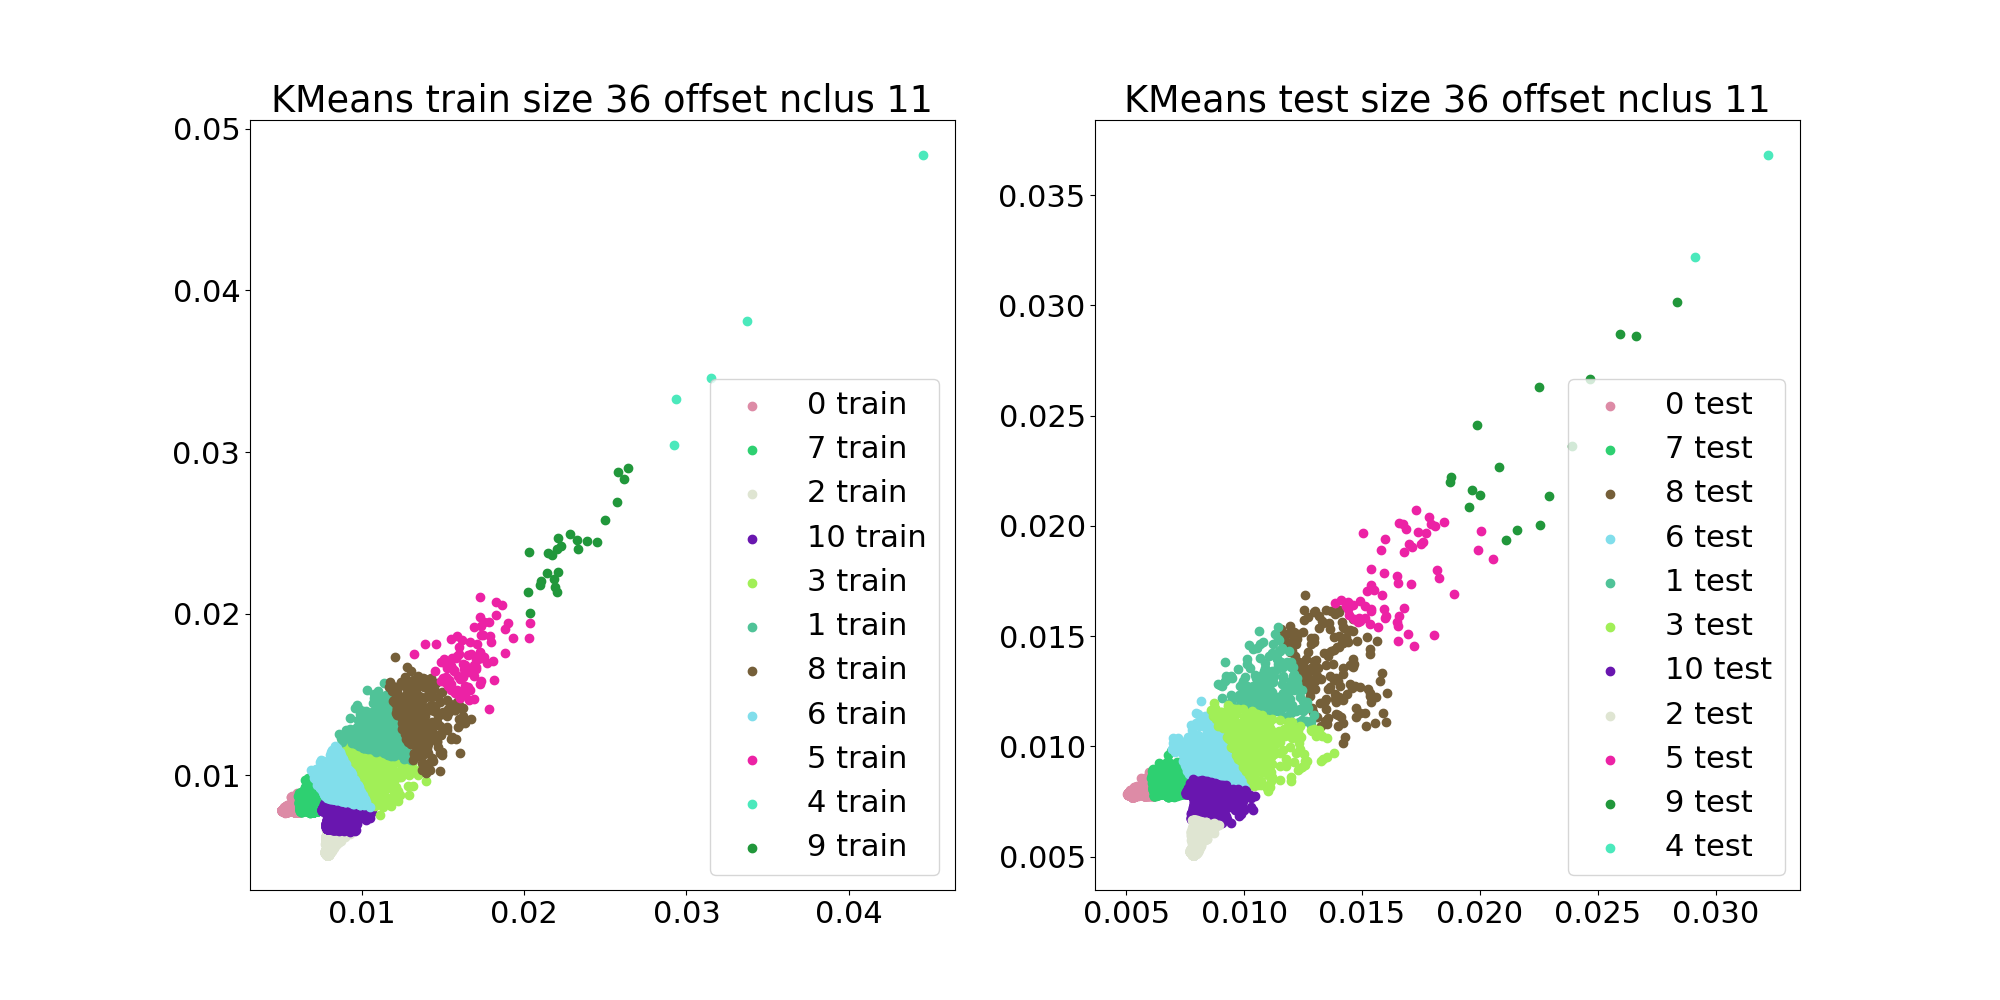 KMeans train size 36 offset nclus 11
0.05
0.04
0.03
0.02
0.01
0.01 0.02 0.03 0.04
0 train
7 train
2 train
10 train
3 train
1 train
8 train
6 train
5 train
4 train
9 train
KMeans test size 36 offset nclus 11
0.035
0.030
0.025
0.020
0.015
0.010
0.005
0.005 0.010 0.015 0.020 0.025 0.030
0 test
7 test
8 test
6 test
1 test
3 test
10 test
2 test
5 test
9 test
4 test